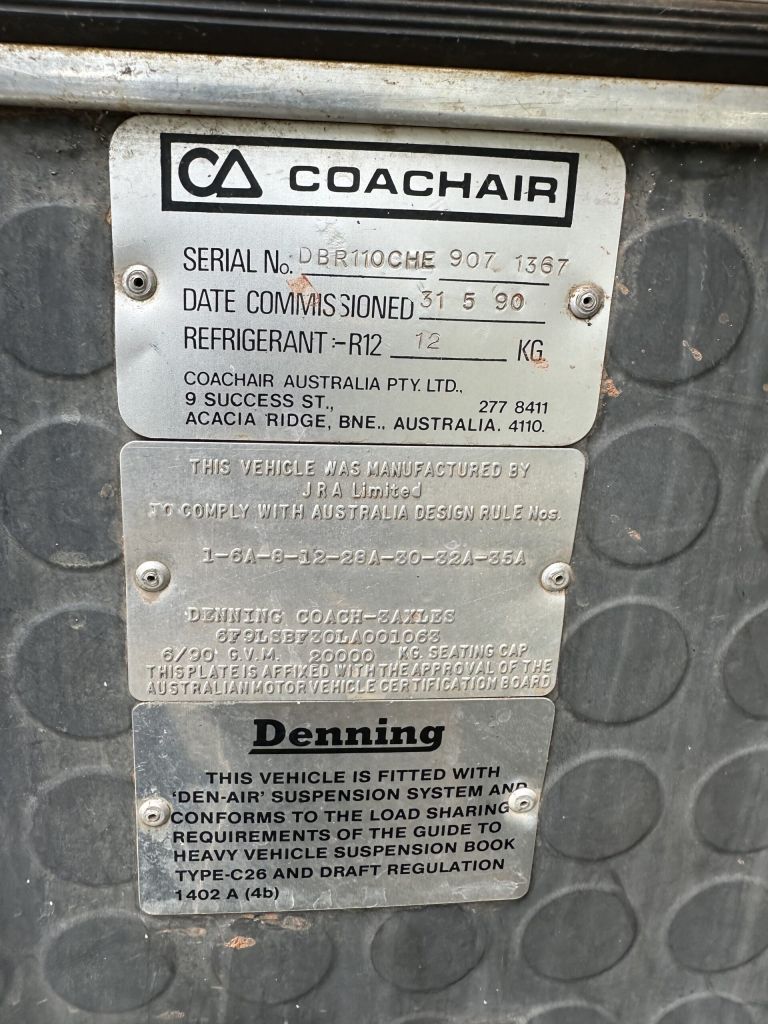 CA COACHAIR
SERIAL No: DBR110CHE 907 1367
DATE COMMISSIONED 31 5 90
REFRIGERANT:-R12 12 KG.
COACHAIR AUSTRALIA PTY. LTD.,
9 SUCCESS ST., 277 8411
ACACIA RIDGE, BNE., AUSTRALIA. 4110.
THIS VEHICLE WAS MANUFACTURED BY
JRA Limited
TO COMPLY WITH AUSTRALIA DESIGN RULE Nos.
1-6A-8-12-28A-30-32A-35A
DENNING COACH-3AXLES
6F9LSBF30LA001063
6/90 G.V.M. 20000 KG. SEATING CAP
THIS PLATE IS AFFIXED WITH THE APPROVAL OF THE
AUSTRALIAN MOTOR VEHICLE CERTIFICATION BOARD
Denning
THIS VEHICLE IS FITTED WITH
'DEN-AIR' SUSPENSION SYSTEM AND
CONFORMS TO THE LOAD SHARING
REQUIREMENTS OF THE GUIDE TO
HEAVY VEHICLE SUSPENSION BOOK
TYPE-C26 AND DRAFT REGULATION
1402 A (4b)